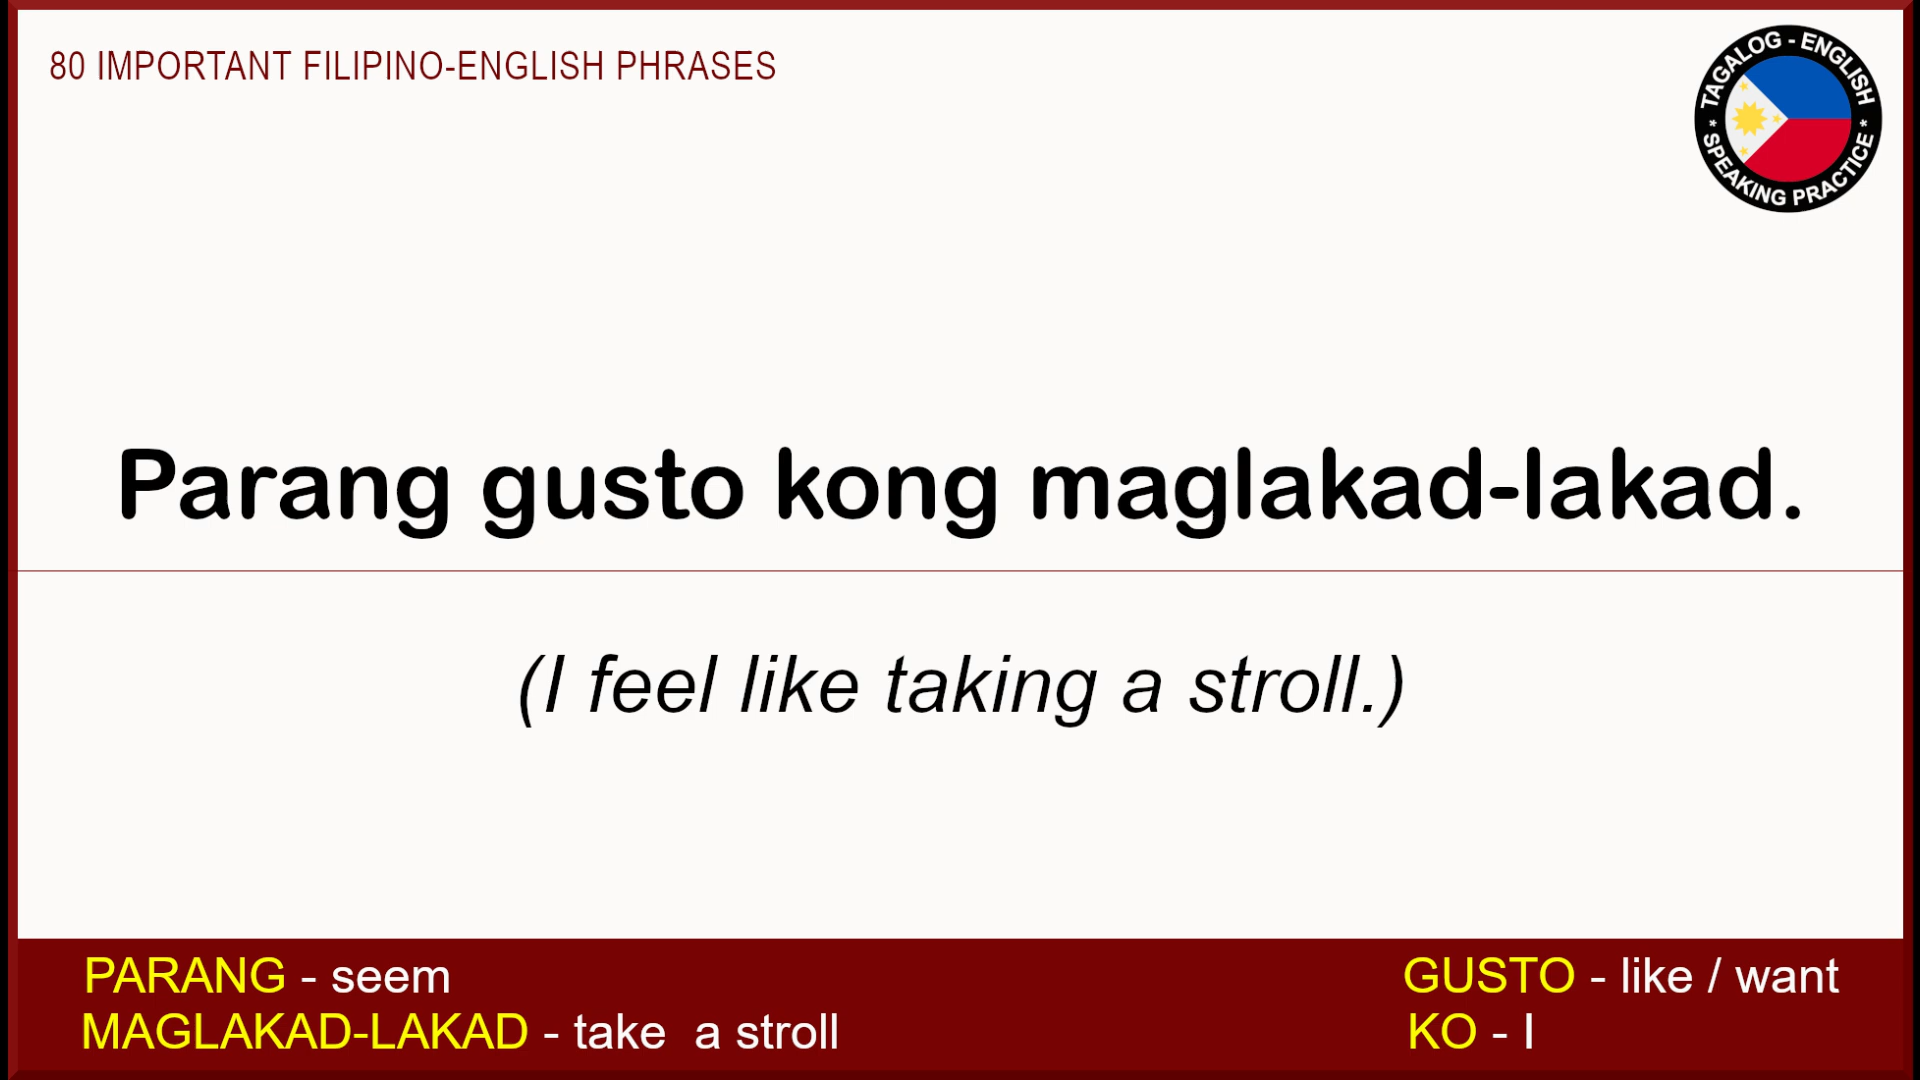 80 IMPORTANT FILIPINO-ENGLISH PHRASES
TAGALOG - ENGLISH
* SPEAKING PRACTICE *
Parang gusto kong maglakad-lakad.
(I feel like taking a stroll.)
PARANG - seem
GUSTO - like / want
MAGLAKAD-LAKAD - take a stroll
KO - I